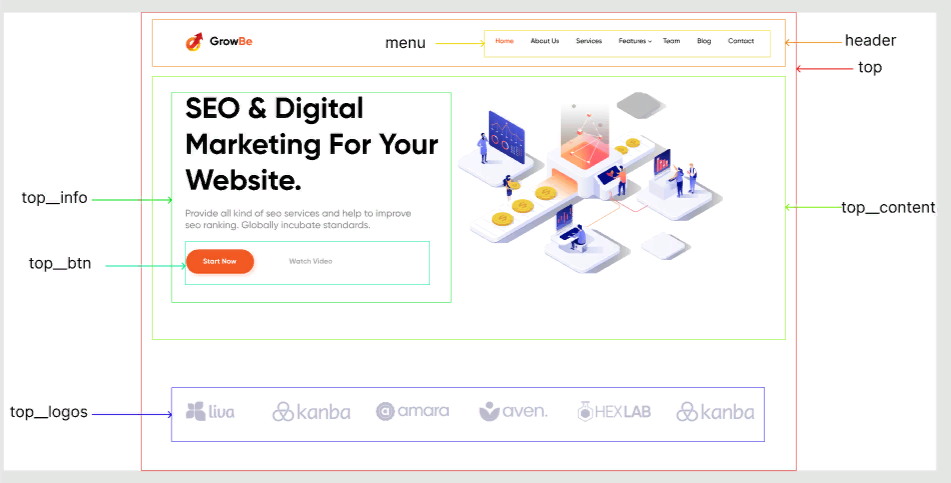 GrowBe
menu
Home About Us Services Features Team Blog Contact
header
top
SEO & Digital
Marketing For Your
Website.
top__info
Provide all kind of seo services and help to improve
seo ranking. Globally incubate standards.
top__content
top__btn
Start Now Watch Video
top__logos
liva kanba amara aven. HEXLAB kanba